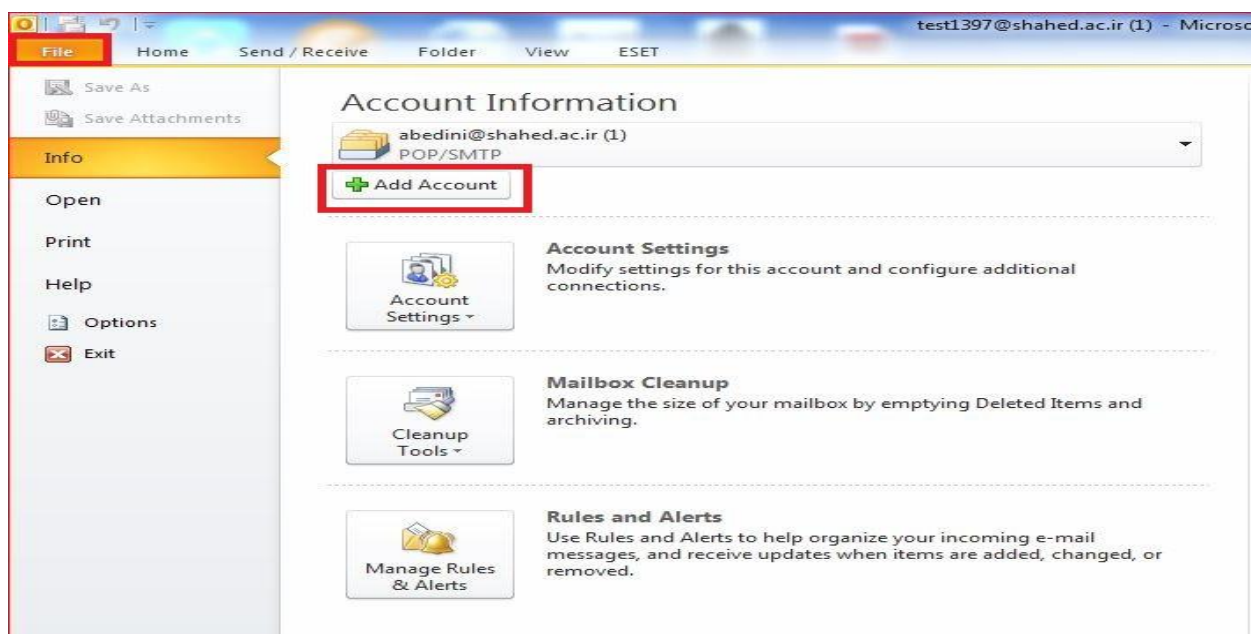 test1397@shahed.ac.ir (1) - Microsc
File Home Send / Receive Folder View ESET
Save As
Save Attachments
Info
Open
Print
Help
Options
Exit
Account Information
abedini@shahed.ac.ir (1)
POP/SMTP
Add Account
Account
Settings
Account Settings
Modify settings for this account and configure additional
connections.
Cleanup
Tools
Mailbox Cleanup
Manage the size of your mailbox by emptying Deleted Items and
archiving.
Manage Rules
& Alerts
Rules and Alerts
Use Rules and Alerts to help organize your incoming e-mail
messages, and receive updates when items are added, changed, or
removed.